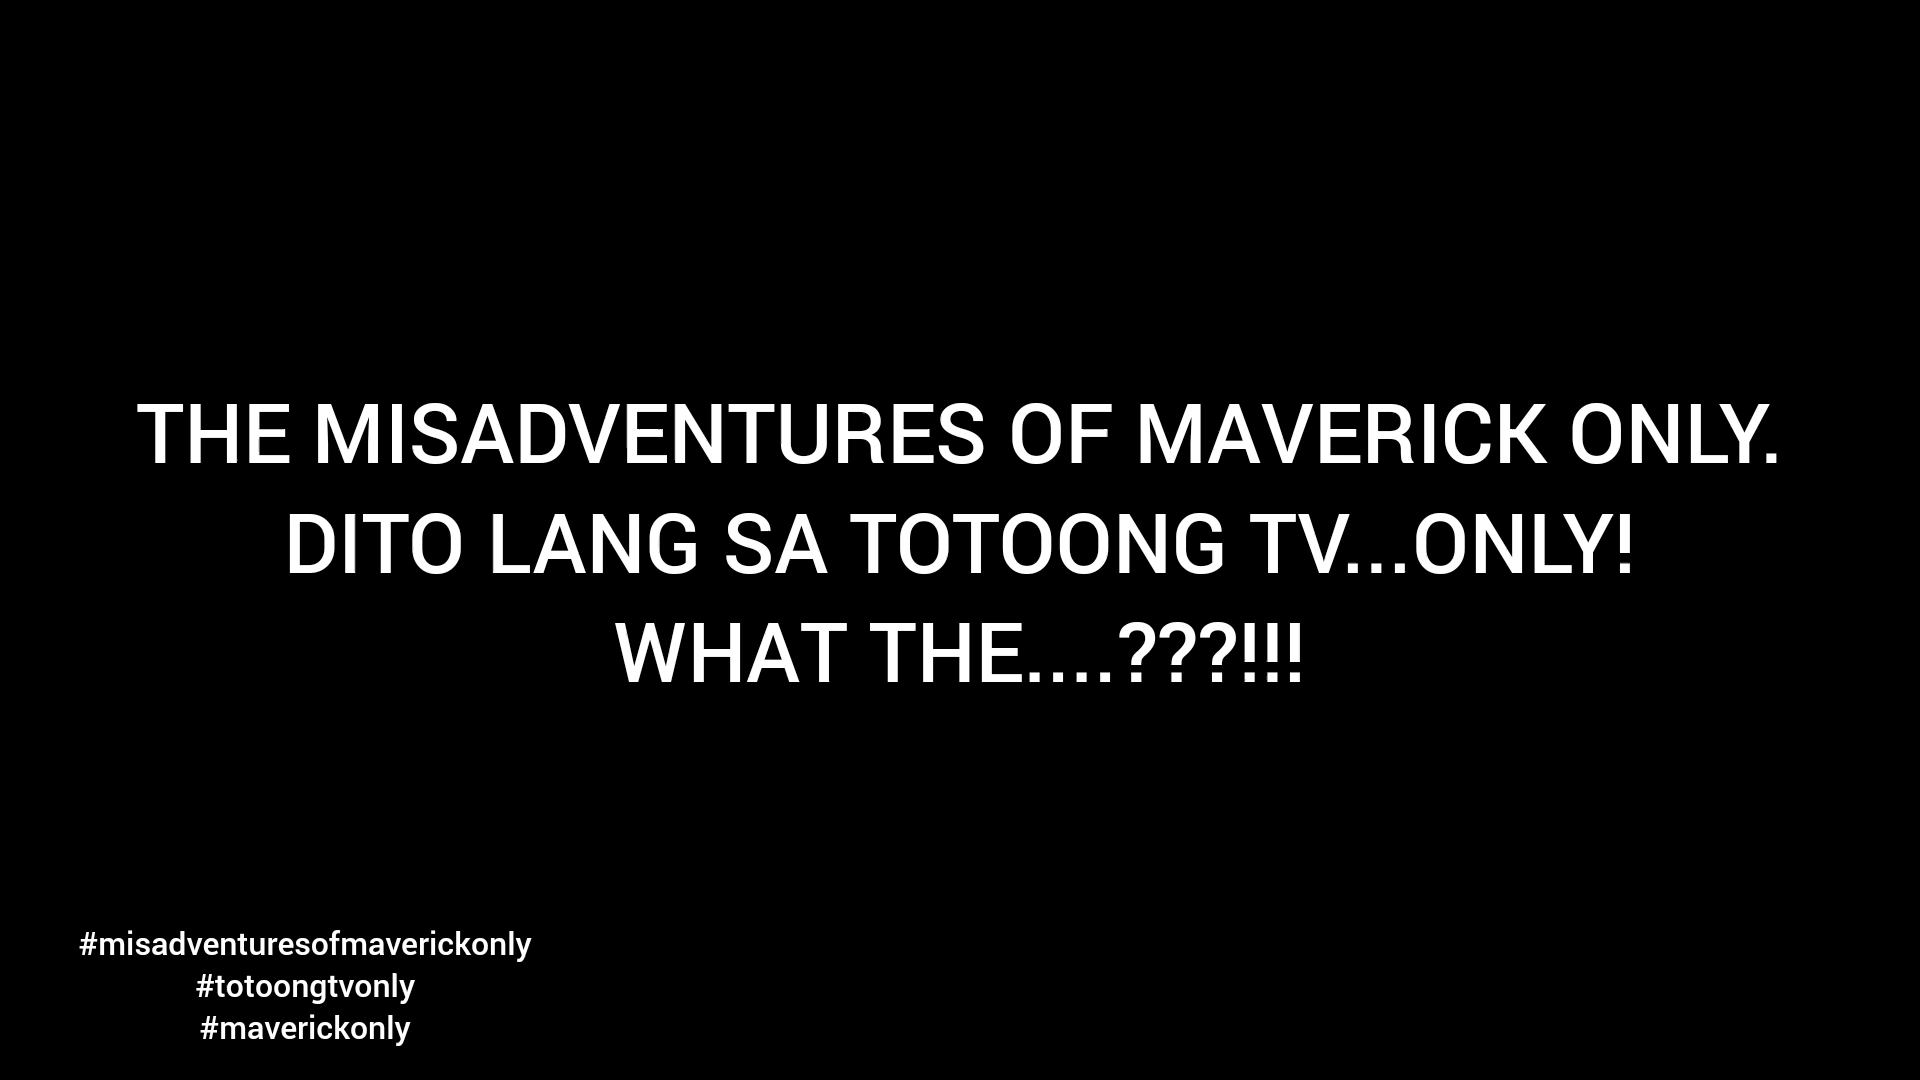 THE MISADVENTURES OF MAVERICK ONLY.
DITO LANG SA TOTOONG TV...ONLY!
WHAT THE....???!!!
#misadventuresofmaverickonly
#totoongtvonly
#maverickonly